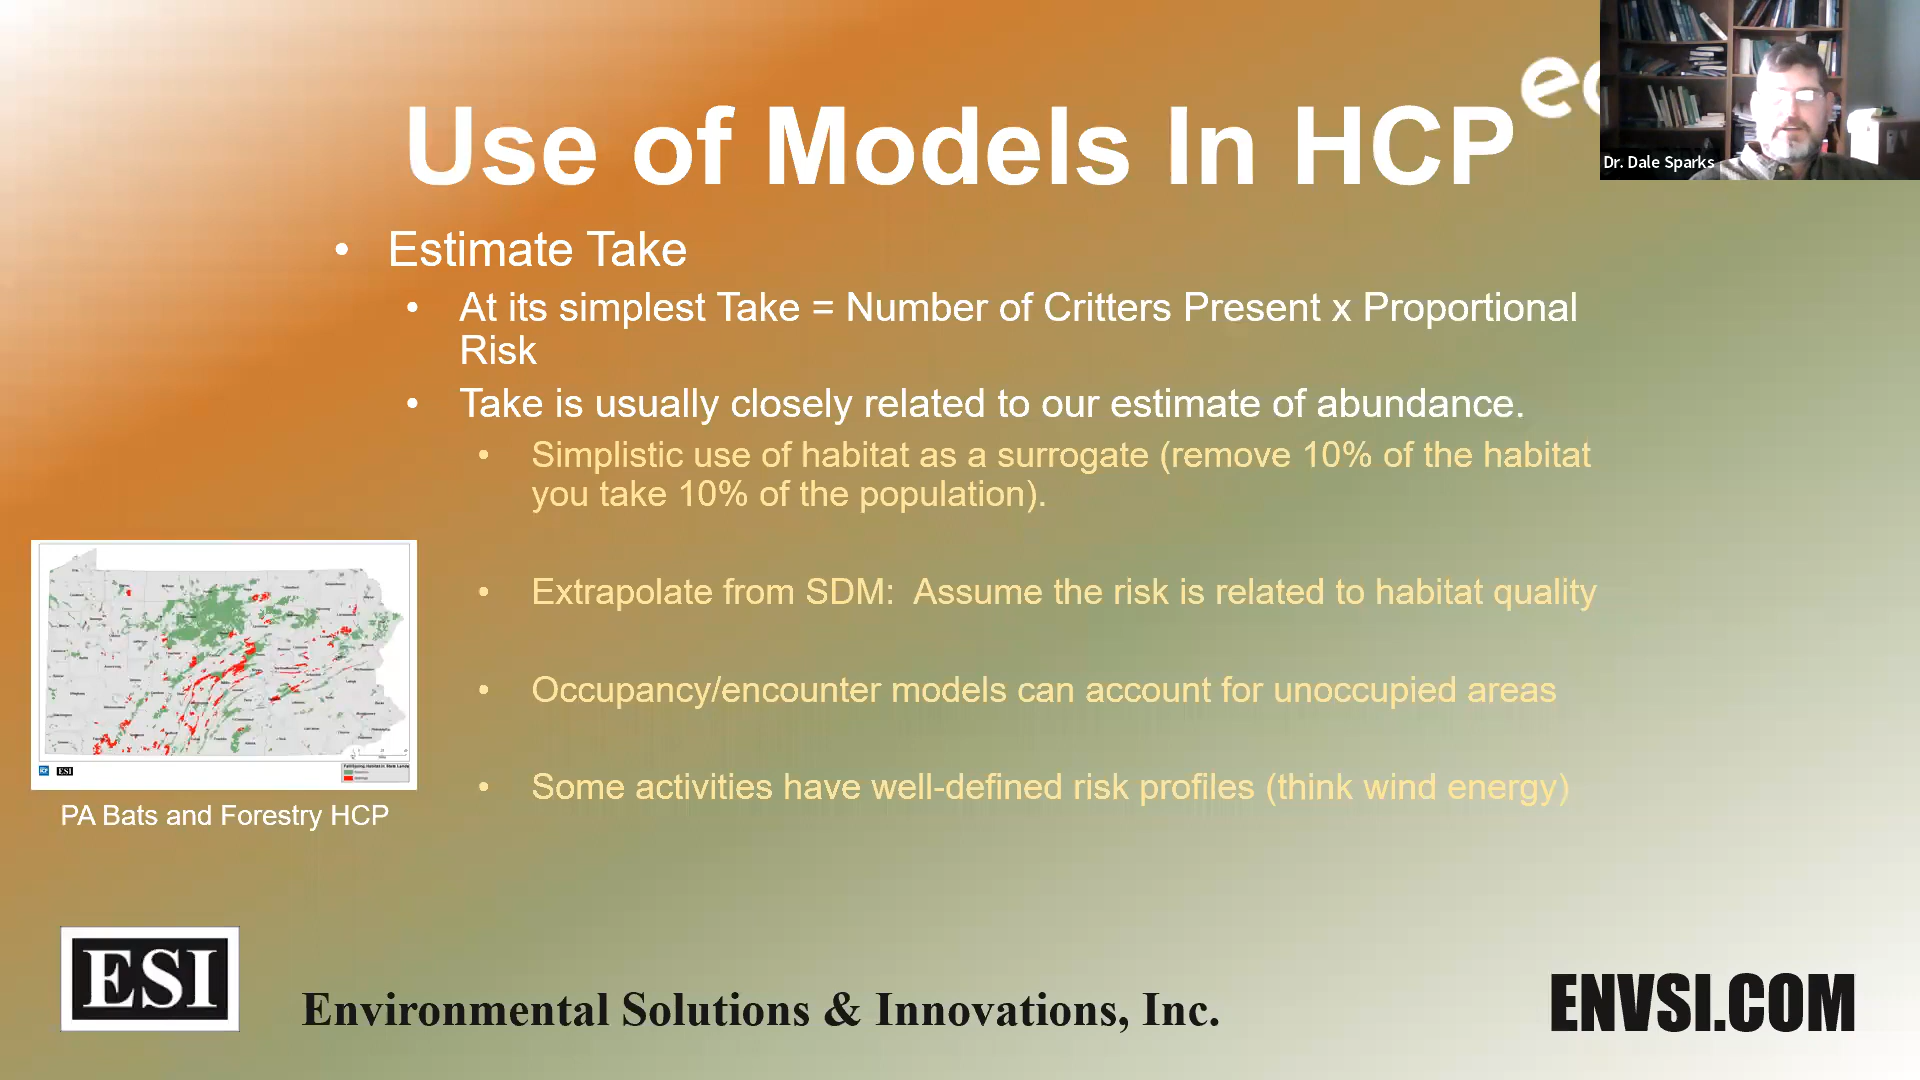 ec
Use of Models In HCP
Dr. Dale Sparks
• Estimate Take
• At its simplest Take = Number of Critters Present x Proportional
Risk
• Take is usually closely related to our estimate of abundance.
• Simplistic use of habitat as a surrogate (remove 10% of the habitat
you take 10% of the population).
• Extrapolate from SDM: Assume the risk is related to habitat quality
• Occupancy/encounter models can account for unoccupied areas
• Some activities have well-defined risk profiles (think wind energy)
ESI
PA Bats and Forestry HCP
ESI
Environmental Solutions & Innovations, Inc.
ENVSI.COM